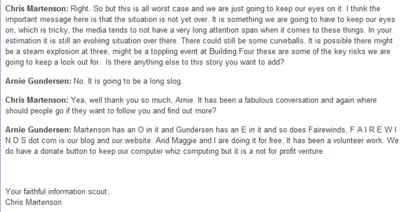 Chris Martenson: Right. So but this is all worst case and we are just going to keep our eyes on it. I think the
important message here is that the situation is not yet over. It is something we are going to have to keep our eyes
on, which is tricky, the media tends to not have a very long attention span when it comes to these things. In your
estimation it is still an evolving situation over there. There could still be some curveballs. It is possible there might
be a steam explosion at three, might be a toppling event at Building Four these are some of the key risks we are
going to keep a look out for.  Is there anything else to this story you want to add?
Arnie Gundersen: No. It is going to be a long slog.
Chris Martenson: Yea, well thank you so much, Arnie. It has been a fabulous conversation and again where
should people go if they want to follow you and find out more?
Arnie Gundersen: Martenson has an O in it and Gundersen has an E in it and so does Fairewinds, F A I R E W I
N D S dot com is our blog and our website. And Maggie and I are doing it for free. It has been a volunteer work. We
do have a donate button to keep our computer whiz computing but it is a not for profit venture.
Your faithful information scout,
Chris Martenson